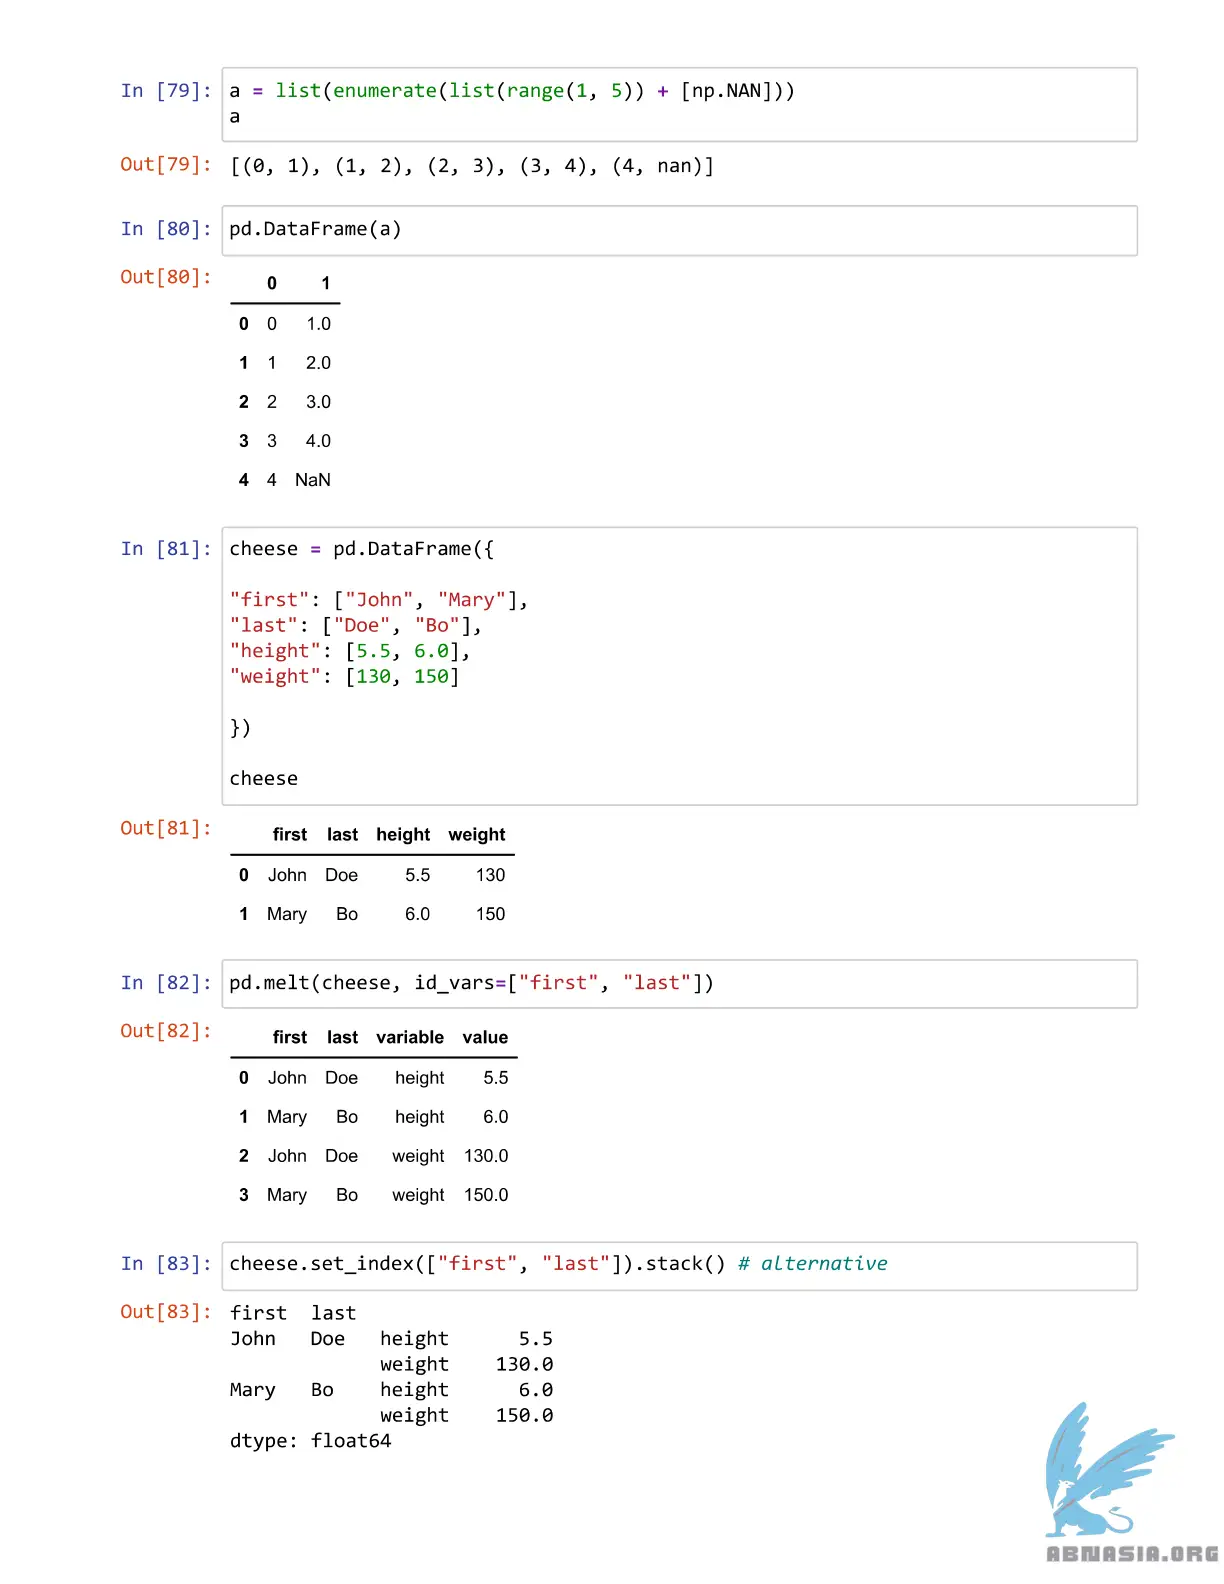 In [79]: a = list(enumerate(list(range(1, 5)) + [np.NAN]))
a
Out[79]: [(0, 1), (1, 2), (2, 3), (3, 4), (4, nan)]
In [80]: pd.DataFrame(a)
Out[80]:
0 1
0 0 1.0
1 1 2.0
2 2 3.0
3 3 4.0
4 4 NaN
In [81]: cheese = pd.DataFrame({
"first": ["John", "Mary"],
"last": ["Doe", "Bo"],
"height": [5.5, 6.0],
"weight": [130, 150]
})
cheese
Out[81]:
first last height weight
0 John Doe 5.5 130
1 Mary Bo 6.0 150
In [82]: pd.melt(cheese, id_vars=["first", "last"])
Out[82]:
first last variable value
0 John Doe height 5.5
1 Mary Bo height 6.0
2 John Doe weight 130.0
3 Mary Bo weight 150.0
In [83]: cheese.set_index(["first", "last"]).stack() # alternative
Out[83]: first last
John Doe height 5.5
weight 130.0
Mary Bo height 6.0
weight 150.0
dtype: float64
ABNASIA.ORG